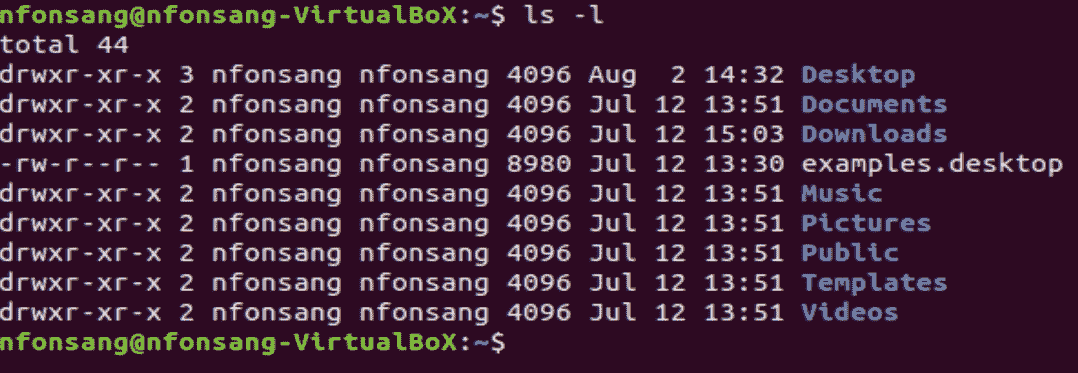 nfonsang@nfonsang-VirtualBoX:~$ ls -l
total 44
drwxr-xr-x 3 nfonsang nfonsang 4096 Aug  2 14:32 Desktop
drwxr-xr-x 2 nfonsang nfonsang 4096 Jul 12 13:51 Documents
drwxr-xr-x 2 nfonsang nfonsang 4096 Jul 12 15:03 Downloads
-rw-r--r-- 1 nfonsang nfonsang 8980 Jul 12 13:30 examples.desktop
drwxr-xr-x 2 nfonsang nfonsang 4096 Jul 12 13:51 Music
drwxr-xr-x 2 nfonsang nfonsang 4096 Jul 12 13:51 Pictures
drwxr-xr-x 2 nfonsang nfonsang 4096 Jul 12 13:51 Public
drwxr-xr-x 2 nfonsang nfonsang 4096 Jul 12 13:51 Templates
drwxr-xr-x 2 nfonsang nfonsang 4096 Jul 12 13:51 Videos
nfonsang@nfonsang-VirtualBoX:~$